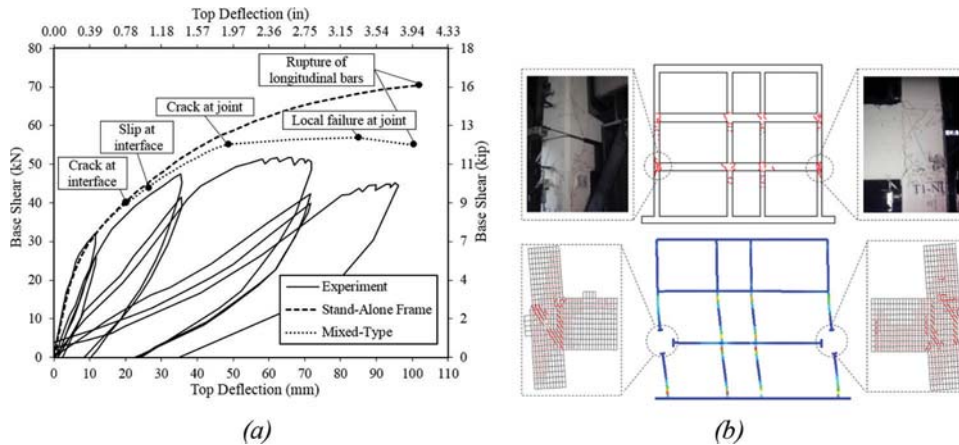 (a)
Top Deflection (in)
0.00 0.39 0.78 1.18 1.57 1.97 2.36 2.75 3.15 3.54 3.94 4.33
80
70
60
50
40
30
20
10
0
Base Shear (kN)
18
16
13
11
9
7
4
2
0
Base Shear (kip)
Rupture of
longitudinal bars
Crack at joint
Local failure at joint
Slip at
interface
Crack at
interface
Experiment
Stand-Alone Frame
Mixed-Type
0 10 20 30 40 50 60 70 80 90 100 110
Top Deflection (mm)
(a)
(b)
T1-NU
(b)